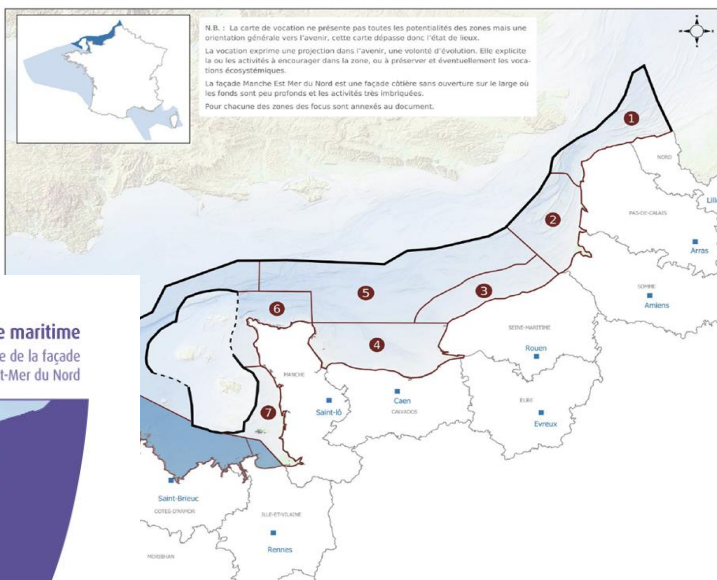 N.B. : La carte de vocation ne présente pas toutes les potentialités des zones mais une
orientation générale vers l'avenir, cette carte dépasse donc l'état de lieux.
La vocation exprime une projection dans l'avenir, une volonté d'évolution. Elle explicite
la ou les activités à encourager dans la zone, ou à préserver et éventuellement les voca-
tions écosystémiques.
La façade Manche Est Mer du Nord est une façade côtière sans ouverture sur le large où
les fonds sont peu profonds et les activités très imbriquées.
Pour chacune des zones des focus sont annexés au document.
1
NORD
Lill
2
PAS-DE-CALAIS
Arras
SOMME
Amiens
3
5
6
4
SEINE-MARITIME
Rouen
e maritime
e de la façade
t-Mer du Nord
MANCHE
7
Saint-lô
Caen
CALVADOS
EURE
Evreux
Saint-Brieuc
COTES-D'ARMOR
ILLE-ET-VILAINE
Rennes
MORBIHAN